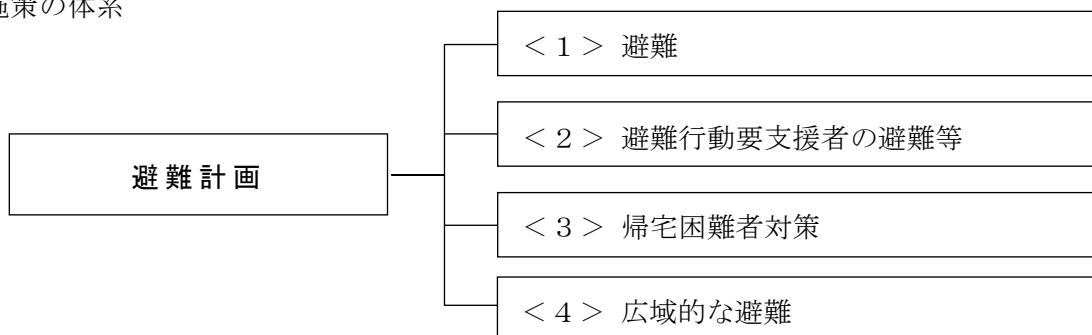 施策の体系
<1> 避難
<2> 避難行動要支援者の避難等
避難計画
<3> 帰宅困難者対策
<4> 広域的な避難